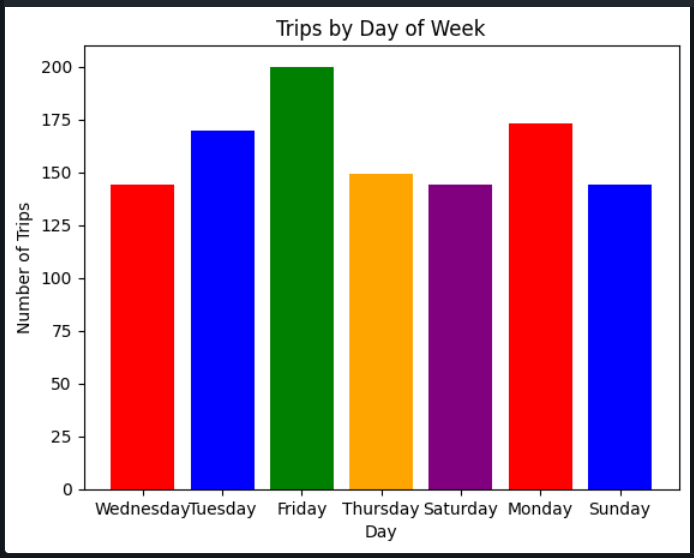 Trips by Day of Week
200
175
150
125
100
75
50
25
0
Number of Trips
Wednesday Tuesday Friday Thursday Saturday Monday Sunday
Day